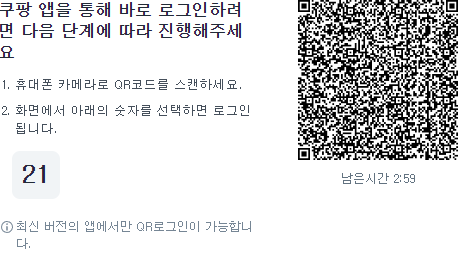 쿠팡 앱을 통해 바로 로그인하려
면 다음 단계에 따라 진행해주세
요
1. 휴대폰 카메라로 QR코드를 스캔하세요.
2. 화면에서 아래의 숫자를 선택하면 로그인
됩니다.
21
최신 버전의 앱에서만 QR로그인이 가능합니
다.
남은시간 2:59